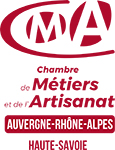 CMA
Chambre
de Métiers
et de l'Artisanat
AUVERGNE-RHÔNE-ALPES
HAUTE-SAVOIE